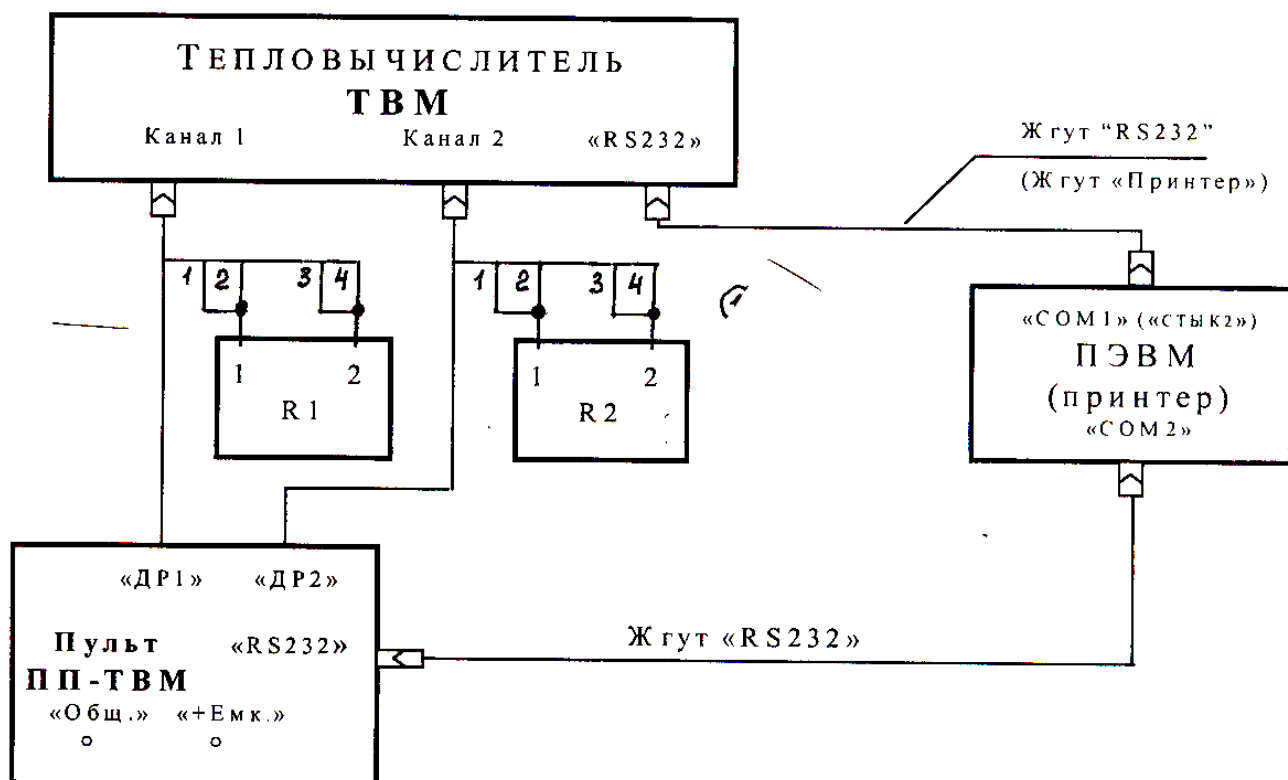 ТЕПЛОВЫЧИСЛИТЕЛЬ
ТВМ
Канал 1 Канал 2 «RS232»
Жгут "RS232"
(Жгут «Принтер»)
1 2 3 4 1 2 3 4
1 2
R1
1 2
R2
«COM1» («СТЫК2»)
ПЭВМ
(принтер)
«COM2»
«ДР1» «ДР2»
Пульт «RS232»
ПП-ТВМ
«Общ.» «+Емк.»
Жгут «RS232»